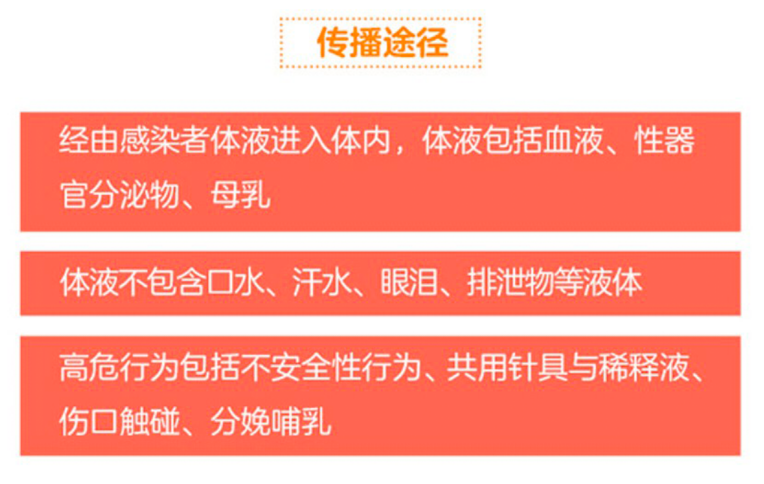 传播途径
经由感染者体液进入体内，体液包括血液、性器
官分泌物、母乳
体液不包含口水、汗水、眼泪、排泄物等液体
高危行为包括不安全性行为、共用针具与稀释液、
伤口触碰、分娩哺乳